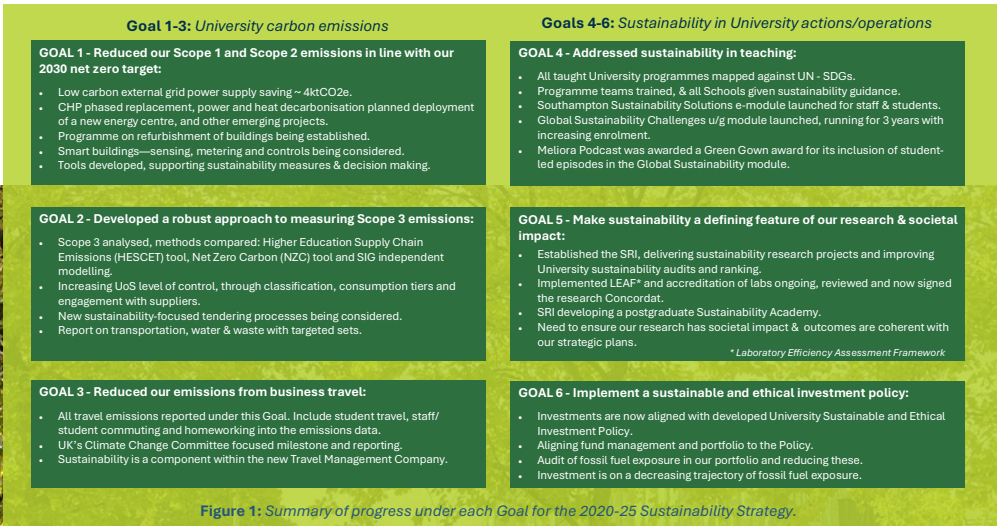 Goal 1-3: University carbon emissions
GOAL 1 - Reduced our Scope 1 and Scope 2 emissions in line with our
2030 net zero target:
• Low carbon external grid power supply saving ~ 4ktCO2e.
• CHP phased replacement, power and heat decarbonisation planned deployment
of a new energy centre, and other emerging projects.
• Programme on refurbishment of buildings being established.
• Smart buildings—sensing, metering and controls being considered.
• Tools developed, supporting sustainability measures & decision making.
GOAL 2 - Developed a robust approach to measuring Scope 3 emissions:
• Scope 3 analysed, methods compared: Higher Education Supply Chain
Emissions (HESCET) tool, Net Zero Carbon (NZC) tool and SIG independent
modelling.
• Increasing UoS level of control, through classification, consumption tiers and
engagement with suppliers.
• New sustainability-focused tendering processes being considered.
• Report on transportation, water & waste with targeted sets.
GOAL 3 - Reduced our emissions from business travel:
• All travel emissions reported under this Goal. Include student travel, staff/
student commuting and homeworking into the emissions data.
• UK's Climate Change Committee focused milestone and reporting.
• Sustainability is a component within the new Travel Management Company.
Goals 4-6: Sustainability in University actions/operations
GOAL 4 - Addressed sustainability in teaching:
• All taught University programmes mapped against UN - SDGs.
• Programme teams trained, & all Schools given sustainability guidance.
• Southampton Sustainability Solutions e-module launched for staff & students.
• Global Sustainability Challenges u/g module launched, running for 3 years with
increasing enrolment.
• Meliora Podcast was awarded a Green Gown award for its inclusion of student-
led episodes in the Global Sustainability module.
GOAL 5 - Make sustainability a defining feature of our research & societal
impact:
• Established the SRI, delivering sustainability research projects and improving
University sustainability audits and ranking.
• Implemented LEAF* and accreditation of labs ongoing, reviewed and now signed
the research Concordat.
• SRI developing a postgraduate Sustainability Academy.
• Need to ensure our research has societal impact & outcomes are coherent with
our strategic plans.
* Laboratory Efficiency Assessment Framework
GOAL 6 - Implement a sustainable and ethical investment policy:
• Investments are now aligned with developed University Sustainable and Ethical
Investment Policy.
• Aligning fund management and portfolio to the Policy.
• Audit of fossil fuel exposure in our portfolio and reducing these.
• Investment is on a decreasing trajectory of fossil fuel exposure.
Figure 1: Summary of progress under each Goal for the 2020-25 Sustainability Strategy.